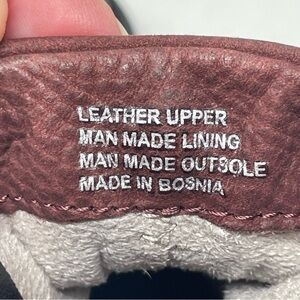 LEATHER UPPER
MAN MADE LINING
MAN MADE OUTSOLE
MADE IN BOSNIA